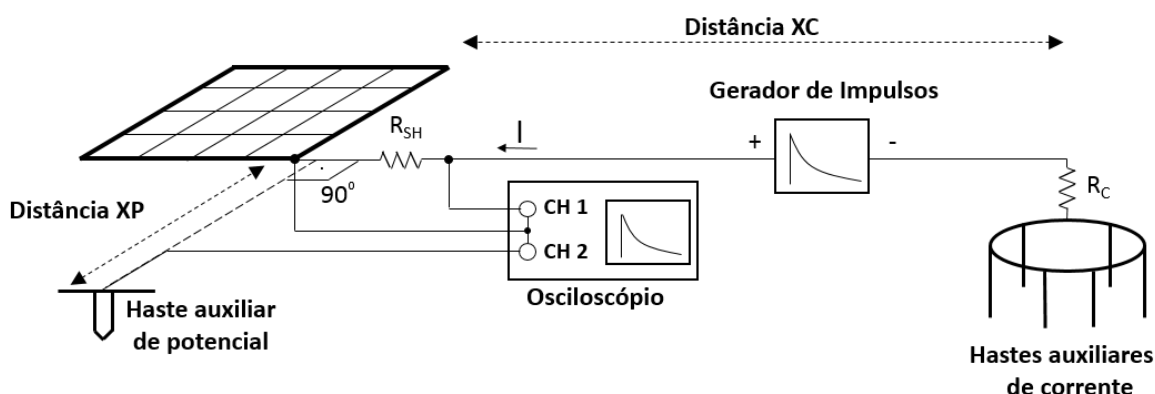 Distância XC
Gerador de Impulsos
R_SH
I
+
-
90º
R_C
Distância XP
CH 1
CH 2
Osciloscópio
Haste auxiliar
de potencial
Hastes auxiliares
de corrente